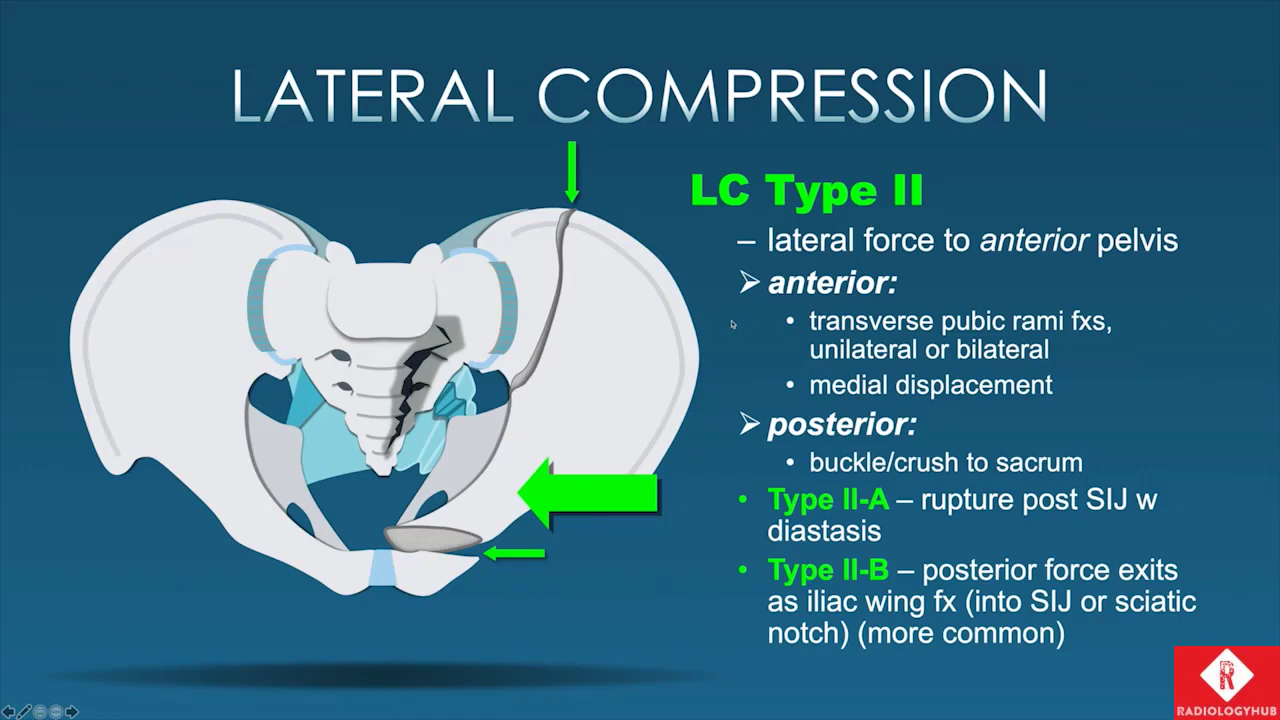 LATERAL COMPRESSION
LC Type II
– lateral force to anterior pelvis
➢ anterior:
• transverse pubic rami fxs,
unilateral or bilateral
• medial displacement
➢ posterior:
• buckle/crush to sacrum
• Type II-A – rupture post SIJ w
diastasis
• Type II-B – posterior force exits
as iliac wing fx (into SIJ or sciatic
notch) (more common)
R
RADIOLOGYHUB